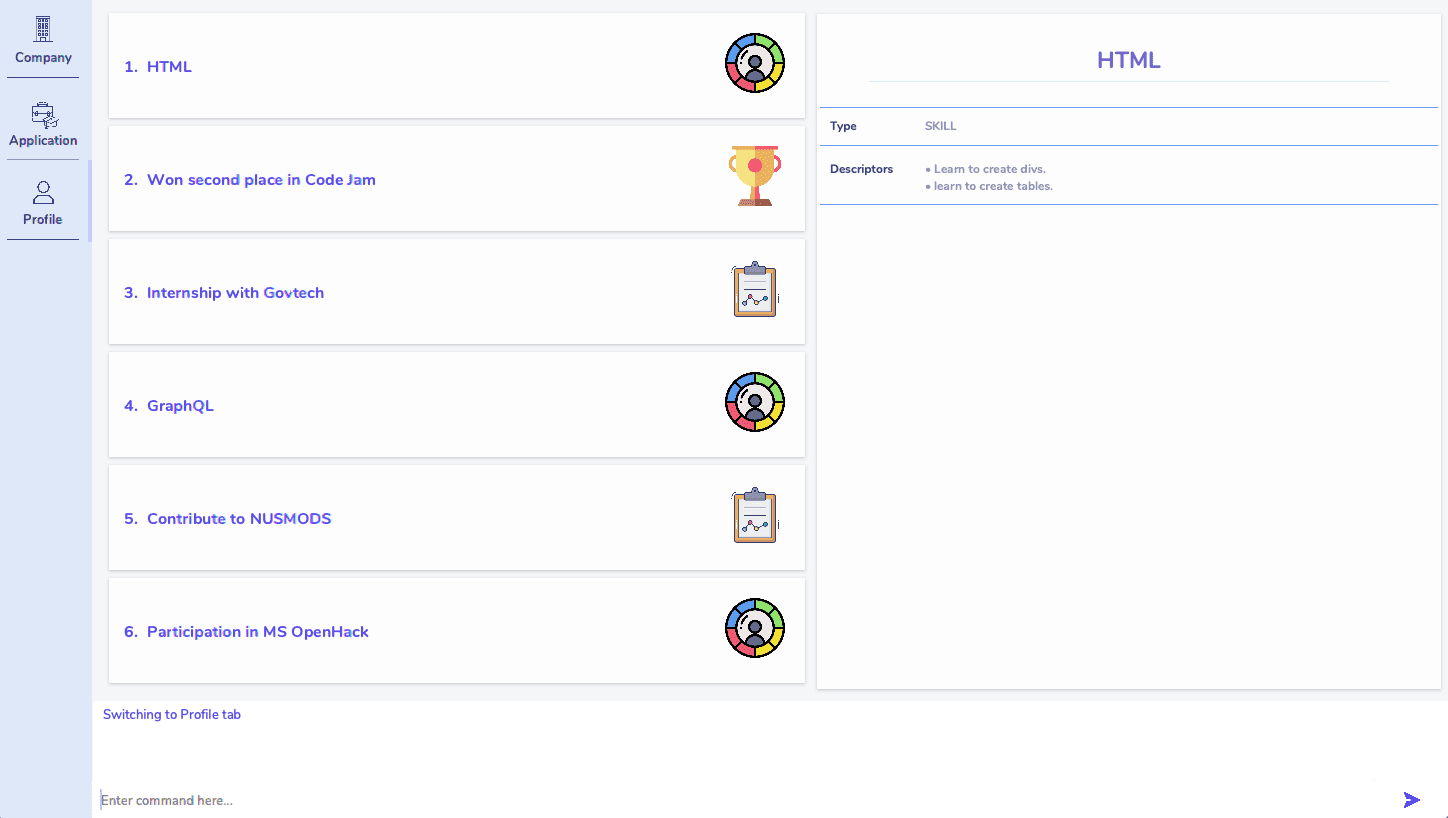 Company
Application
Profile
1. HTML
2. Won second place in Code Jam
3. Internship with Govtech
4. GraphQL
5. Contribute to NUSMODS
6. Participation in MS OpenHack
HTML
Type SKILL
Descriptors • Learn to create divs.
• learn to create tables.
Switching to Profile tab
Enter command here...